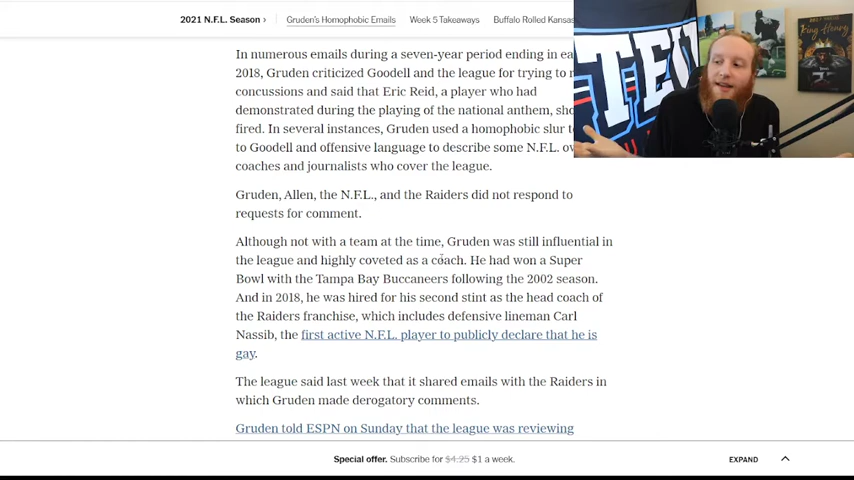 2021 N.F.L. Season › Gruden's Homophobic Emails Week 5 Takeaways Buffalo Rolled Kansas
In numerous emails during a seven-year period ending in
2018, Gruden criticized Goodell and the league for trying to
concussions and said that Eric Reid, a player who had
demonstrated during the playing of the national anthem,
fired. In several instances, Gruden used a homophobic slur
to Goodell and offensive language to describe some N.F.L.
coaches and journalists who cover the league.
Gruden, Allen, the N.F.L., and the Raiders did not respond to
requests for comment.
Although not with a team at the time, Gruden was still influential in
the league and highly coveted as a coach. He had won a Super
Bowl with the Tampa Bay Buccaneers following the 2002 season.
And in 2018, he was hired for his second stint as the head coach of
the Raiders franchise, which includes defensive lineman Carl
Nassib, the first active N.F.L. player to publicly declare that he is
gay.
The league said last week that it shared emails with the Raiders in
which Gruden made derogatory comments.
Gruden told ESPN on Sunday that the league was reviewing
Special offer. Subscribe for $4.25 $1 a week.
EXPAND
King Henry